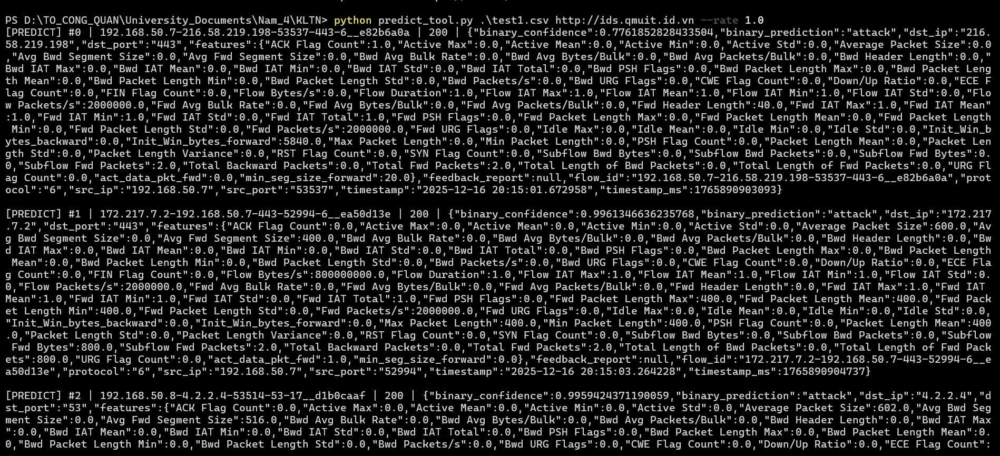 PS D:\TO_CONG_QUAN\University_Documents\Nam_4\KLTN> python predict_tool.py .\test1.csv http://ids.qmuit.id.vn --rate 1.0
[PREDICT] #0 | 192.168.50.7-216.58.219.198-53537-443-6__e82b6a0a | 200 | {"binary_confidence":0.7761852828433504,"binary_prediction":"attack","dst_ip":"216.
58.219.198","dst_port":"443","features":{"ACK Flag Count":1.0,"Active Max":0.0,"Active Mean":0.0,"Active Min":0.0,"Active Std":0.0,"Average Packet Size":0.0
,"Avg Bwd Segment Size":0.0,"Avg Fwd Segment Size":0.0,"Bwd Avg Bulk Rate":0.0,"Bwd Avg Bytes/Bulk":0.0,"Bwd Avg Packets/Bulk":0.0,"Bwd Header Length":0.0,"
Bwd IAT Max":0.0,"Bwd IAT Mean":0.0,"Bwd IAT Min":0.0,"Bwd IAT Std":0.0,"Bwd IAT Total":0.0,"Bwd PSH Flags":0.0,"Bwd Packet Length Max":0.0,"Bwd Packet Leng
th Mean":0.0,"Bwd Packet Length Min":0.0,"Bwd Packet Length Std":0.0,"Bwd Packets/s":0.0,"Bwd URG Flags":0.0,"CWE Flag Count":0.0,"Down/Up Ratio":0.0,"ECE F
lag Count":0.0,"FIN Flag Count":0.0,"Flow Bytes/s":0.0,"Flow Duration":1.0,"Flow IAT Max":1.0,"Flow IAT Mean":1.0,"Flow IAT Min":1.0,"Flow IAT Std":0.0,"Flo
w Packets/s":2000000.0,"Fwd Avg Bulk Rate":0.0,"Fwd Avg Bytes/Bulk":0.0,"Fwd Avg Packets/Bulk":0.0,"Fwd Header Length":40.0,"Fwd IAT Max":1.0,"Fwd IAT Mean"
:1.0,"Fwd IAT Min":1.0,"Fwd IAT Std":0.0,"Fwd IAT Total":1.0,"Fwd PSH Flags":0.0,"Fwd Packet Length Max":0.0,"Fwd Packet Length Mean":0.0,"Fwd Packet Length
 Min":0.0,"Fwd Packet Length Std":0.0,"Fwd Packets/s":2000000.0,"Fwd URG Flags":0.0,"Idle Max":0.0,"Idle Mean":0.0,"Idle Min":0.0,"Idle Std":0.0,"Init_Win_b
ytes_backward":0.0,"Init_Win_bytes_forward":5840.0,"Max Packet Length":0.0,"Min Packet Length":0.0,"PSH Flag Count":0.0,"Packet Length Mean":0.0,"Packet Len
gth Std":0.0,"Packet Length Variance":0.0,"RST Flag Count":0.0,"SYN Flag Count":0.0,"Subflow Bwd Bytes":0.0,"Subflow Bwd Packets":0.0,"Subflow Fwd Bytes":0.
0,"Subflow Fwd Packets":2.0,"Total Backward Packets":0.0,"Total Fwd Packets":2.0,"Total Length of Bwd Packets":0.0,"Total Length of Fwd Packets":0.0,"URG Fl
ag Count":0.0,"act_data_pkt_fwd":0.0,"min_seg_size_forward":20.0},"feedback_report":null,"flow_id":"192.168.50.7-216.58.219.198-53537-443-6__e82b6a0a","prot
ocol":"6","src_ip":"192.168.50.7","src_port":"53537","timestamp":"2025-12-16 20:15:01.672958","timestamp_ms":1765890903093}
[PREDICT] #1 | 172.217.7.2-192.168.50.7-443-52994-6__ea50d13e | 200 | {"binary_confidence":0.9961346636235768,"binary_prediction":"attack","dst_ip":"172.217
.7.2","dst_port":"443","features":{"ACK Flag Count":0.0,"Active Max":0.0,"Active Mean":0.0,"Active Min":0.0,"Active Std":0.0,"Average Packet Size":600.0,"Av
g Bwd Segment Size":0.0,"Avg Fwd Segment Size":400.0,"Bwd Avg Bulk Rate":0.0,"Bwd Avg Bytes/Bulk":0.0,"Bwd Avg Packets/Bulk":0.0,"Bwd Header Length":0.0,"Bw
d IAT Max":0.0,"Bwd IAT Mean":0.0,"Bwd IAT Min":0.0,"Bwd IAT Std":0.0,"Bwd IAT Total":0.0,"Bwd PSH Flags":0.0,"Bwd Packet Length Max":0.0,"Bwd Packet Length
 Mean":0.0,"Bwd Packet Length Min":0.0,"Bwd Packet Length Std":0.0,"Bwd Packets/s":0.0,"Bwd URG Flags":0.0,"CWE Flag Count":0.0,"Down/Up Ratio":0.0,"ECE Fla
g Count":0.0,"FIN Flag Count":0.0,"Flow Bytes/s":800000000.0,"Flow Duration":1.0,"Flow IAT Max":1.0,"Flow IAT Mean":1.0,"Flow IAT Min":1.0,"Flow IAT Std":0.
0,"Flow Packets/s":2000000.0,"Fwd Avg Bulk Rate":0.0,"Fwd Avg Bytes/Bulk":0.0,"Fwd Avg Packets/Bulk":0.0,"Fwd Header Length":0.0,"Fwd IAT Max":1.0,"Fwd IAT
Mean":1.0,"Fwd IAT Min":1.0,"Fwd IAT Std":0.0,"Fwd IAT Total":1.0,"Fwd PSH Flags":0.0,"Fwd Packet Length Max":400.0,"Fwd Packet Length Mean":400.0,"Fwd Pack
et Length Min":400.0,"Fwd Packet Length Std":0.0,"Fwd Packets/s":2000000.0,"Fwd URG Flags":0.0,"Idle Max":0.0,"Idle Mean":0.0,"Idle Min":0.0,"Idle Std":0.0,
"Init_Win_bytes_backward":0.0,"Init_Win_bytes_forward":0.0,"Max Packet Length":400.0,"Min Packet Length":400.0,"PSH Flag Count":0.0,"Packet Length Mean":400
.0,"Packet Length Std":0.0,"Packet Length Variance":0.0,"RST Flag Count":0.0,"SYN Flag Count":0.0,"Subflow Bwd Bytes":0.0,"Subflow Bwd Packets":0.0,"Subflow
 Fwd Bytes":800.0,"Subflow Fwd Packets":2.0,"Total Backward Packets":0.0,"Total Fwd Packets":2.0,"Total Length of Bwd Packets":0.0,"Total Length of Fwd Pack
ets":800.0,"URG Flag Count":0.0,"act_data_pkt_fwd":1.0,"min_seg_size_forward":0.0},"feedback_report":null,"flow_id":"172.217.7.2-192.168.50.7-443-52994-6__e
a50d13e","protocol":"6","src_ip":"192.168.50.7","src_port":"52994","timestamp":"2025-12-16 20:15:03.264228","timestamp_ms":1765890904737}
[PREDICT] #2 | 192.168.50.8-4.2.2.4-53514-53-17__d1b0caaf | 200 | {"binary_confidence":0.9959424371190059,"binary_prediction":"attack","dst_ip":"4.2.2.4","d
st_port":"53","features":{"ACK Flag Count":0.0,"Active Max":0.0,"Active Mean":0.0,"Active Min":0.0,"Active Std":0.0,"Average Packet Size":602.0,"Avg Bwd Seg
ment Size":0.0,"Avg Fwd Segment Size":516.0,"Bwd Avg Bulk Rate":0.0,"Bwd Avg Bytes/Bulk":0.0,"Bwd Avg Packets/Bulk":0.0,"Bwd Header Length":0.0,"Bwd IAT Max
":0.0,"Bwd IAT Mean":0.0,"Bwd IAT Min":0.0,"Bwd IAT Std":0.0,"Bwd IAT Total":0.0,"Bwd PSH Flags":0.0,"Bwd Packet Length Max":0.0,"Bwd Packet Length Mean":0.
0,"Bwd Packet Length Min":0.0,"Bwd Packet Length Std":0.0,"Bwd Packets/s":0.0,"Bwd URG Flags":0.0,"CWE Flag Count":0.0,"Down/Up Ratio":0.0,"ECE Flag Count":